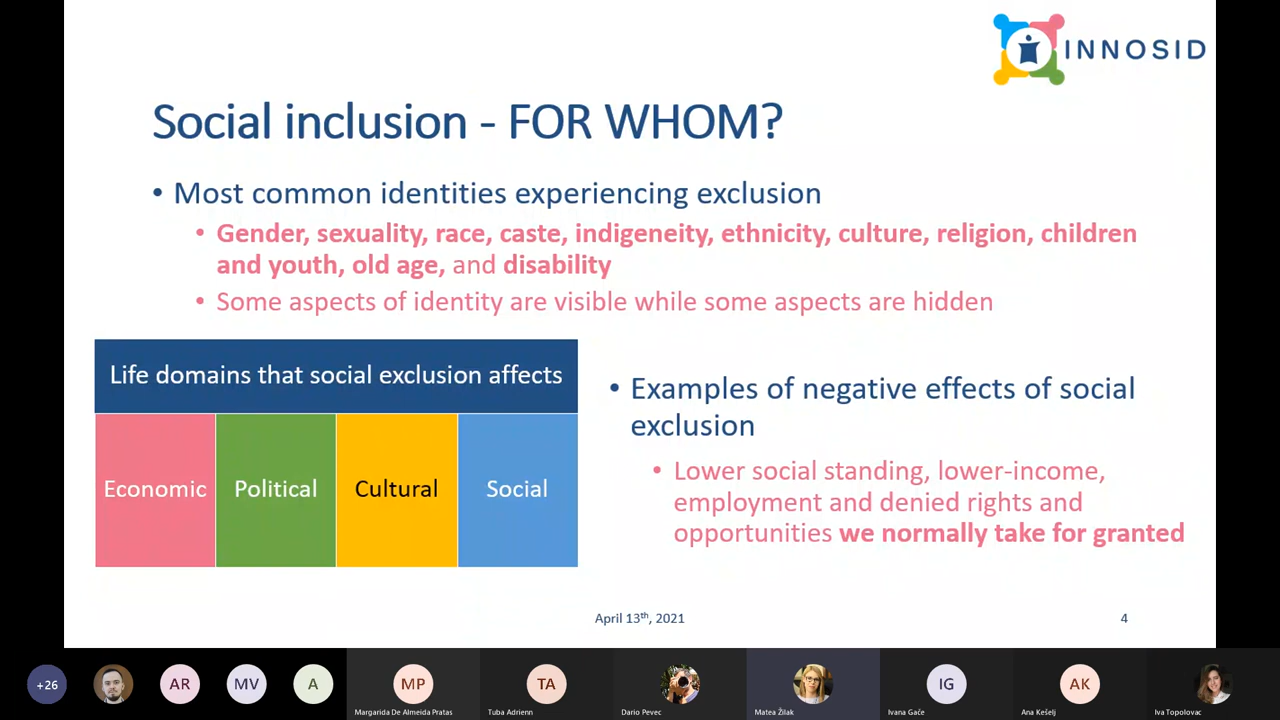 INNOSID
Social inclusion - FOR WHOM?
• Most common identities experiencing exclusion
• Gender, sexuality, race, caste, indigeneity, ethnicity, culture, religion, children
and youth, old age, and disability
• Some aspects of identity are visible while some aspects are hidden
Life domains that social exclusion affects
Economic Political Cultural Social
• Examples of negative effects of social
exclusion
• Lower social standing, lower-income,
employment and denied rights and
opportunities we normally take for granted
April 13th, 2021
4
+26 AR MV A MP TA IG AK
Margarida De Almeida Pratas Tuba Adrienn Dario Pevec Matea Žilak Ivana Gače Ana Kešelj Iva Topolovac